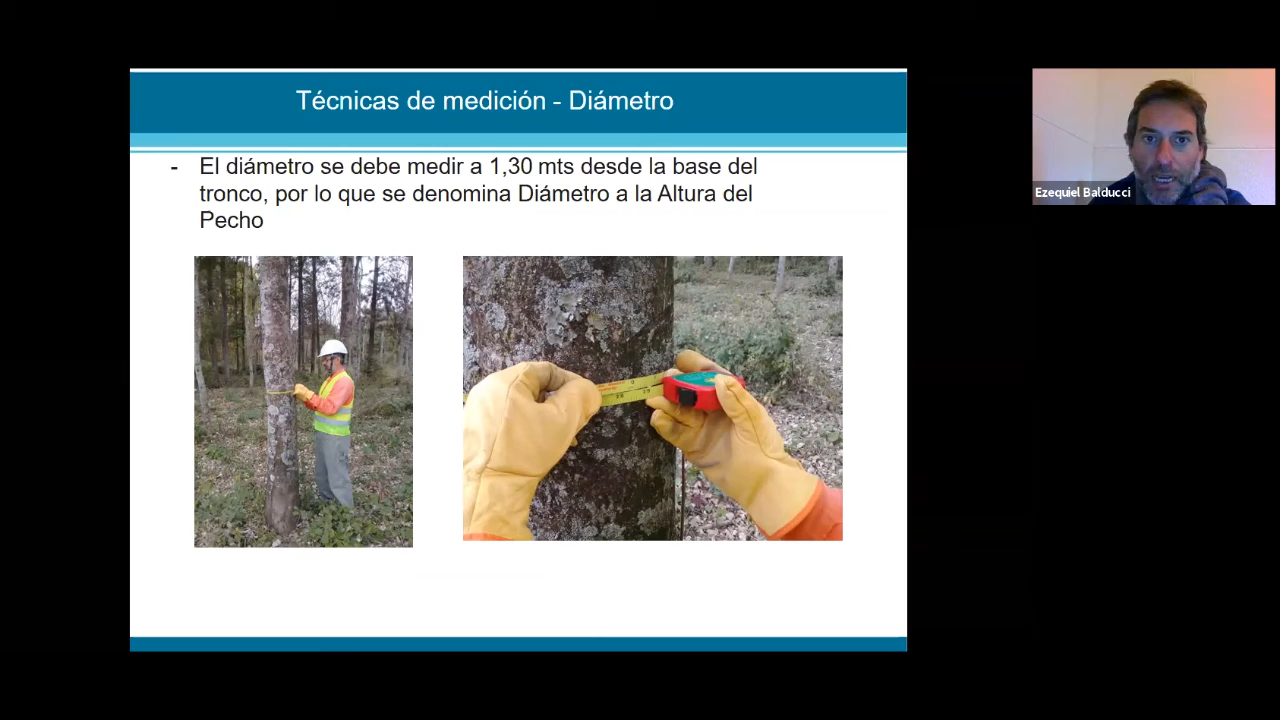 Técnicas de medición - Diámetro
- El diámetro se debe medir a 1,30 mts desde la base del
tronco, por lo que se denomina Diámetro a la Altura del
Pecho
Ezequiel Balducci